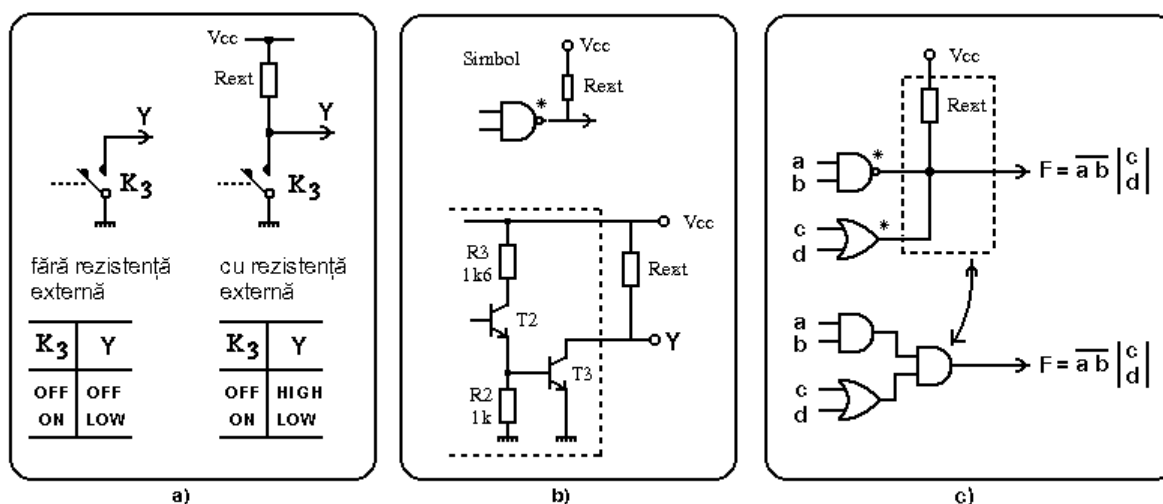 Vcc
Rext
Y
K3
Y
K3
fără rezistență
externă
K3 Y
OFF OFF
ON LOW
cu rezistență
externă
K3 Y
OFF HIGH
ON LOW
a)
Simbol
Vcc
Rext
*
Vcc
R3
1k6
Rext
T2
Y
T3
R2
1k
b)
Vcc
Rext
a
b
*
F = a b | c
d |
c
d
*
a
b
F = a b | c
d |
c
d
c)